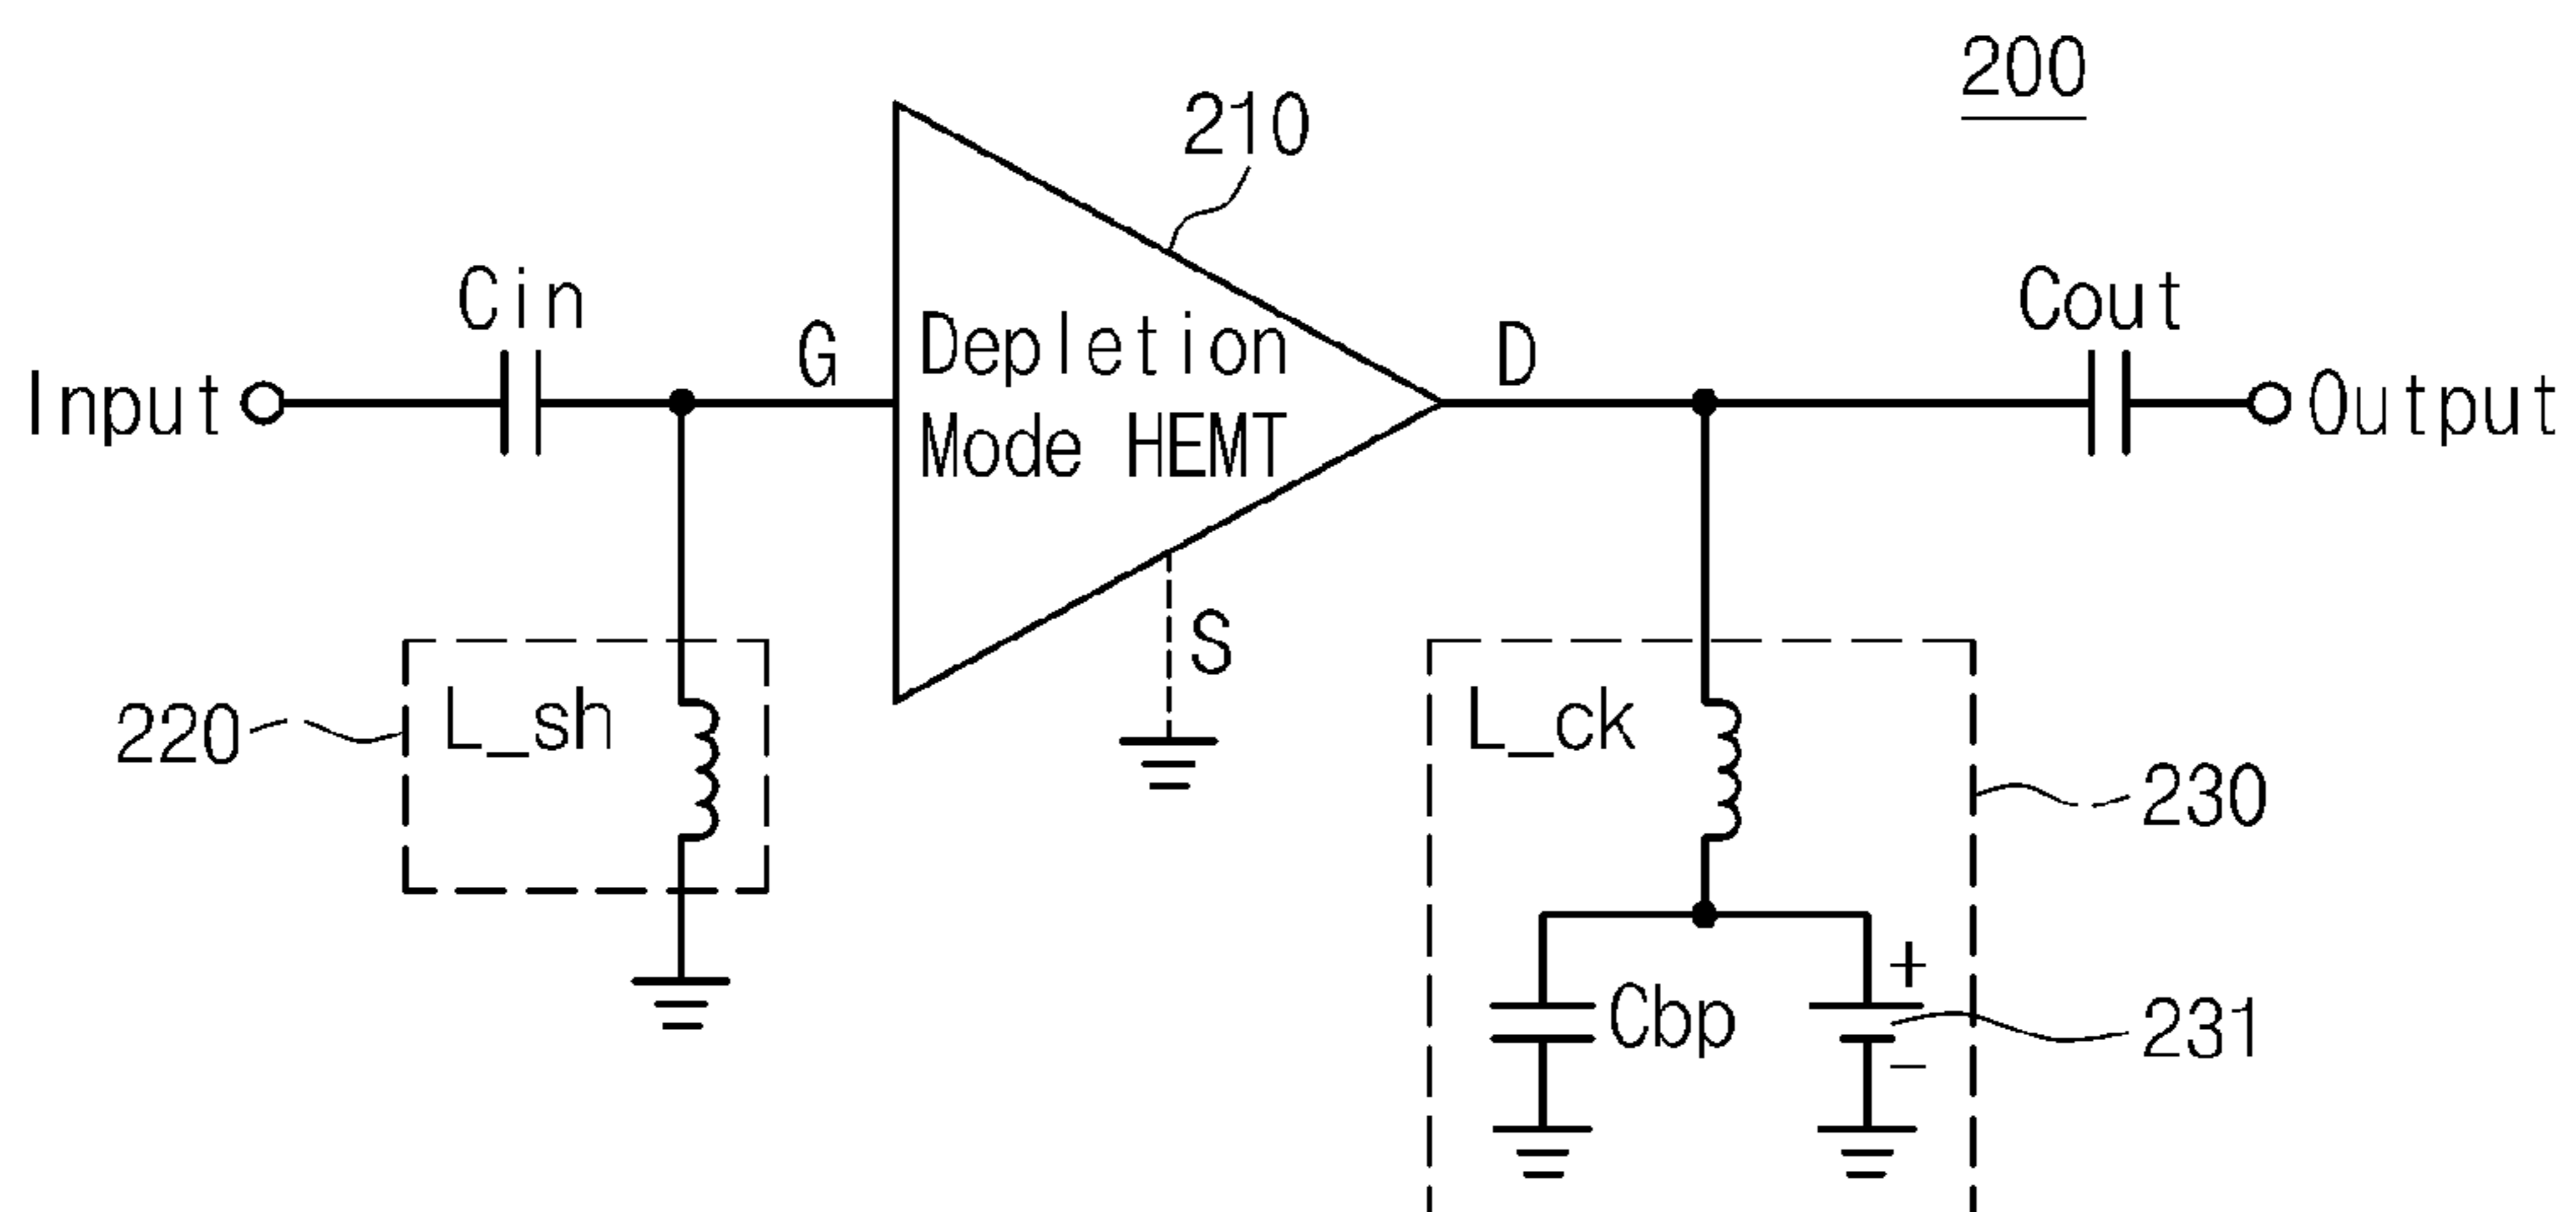 200
210
Cin
Cout
Input
G
Depletion
Mode HEMT
D
Output
S
220
L_sh
L_ck
230
+
Cbp
231
-